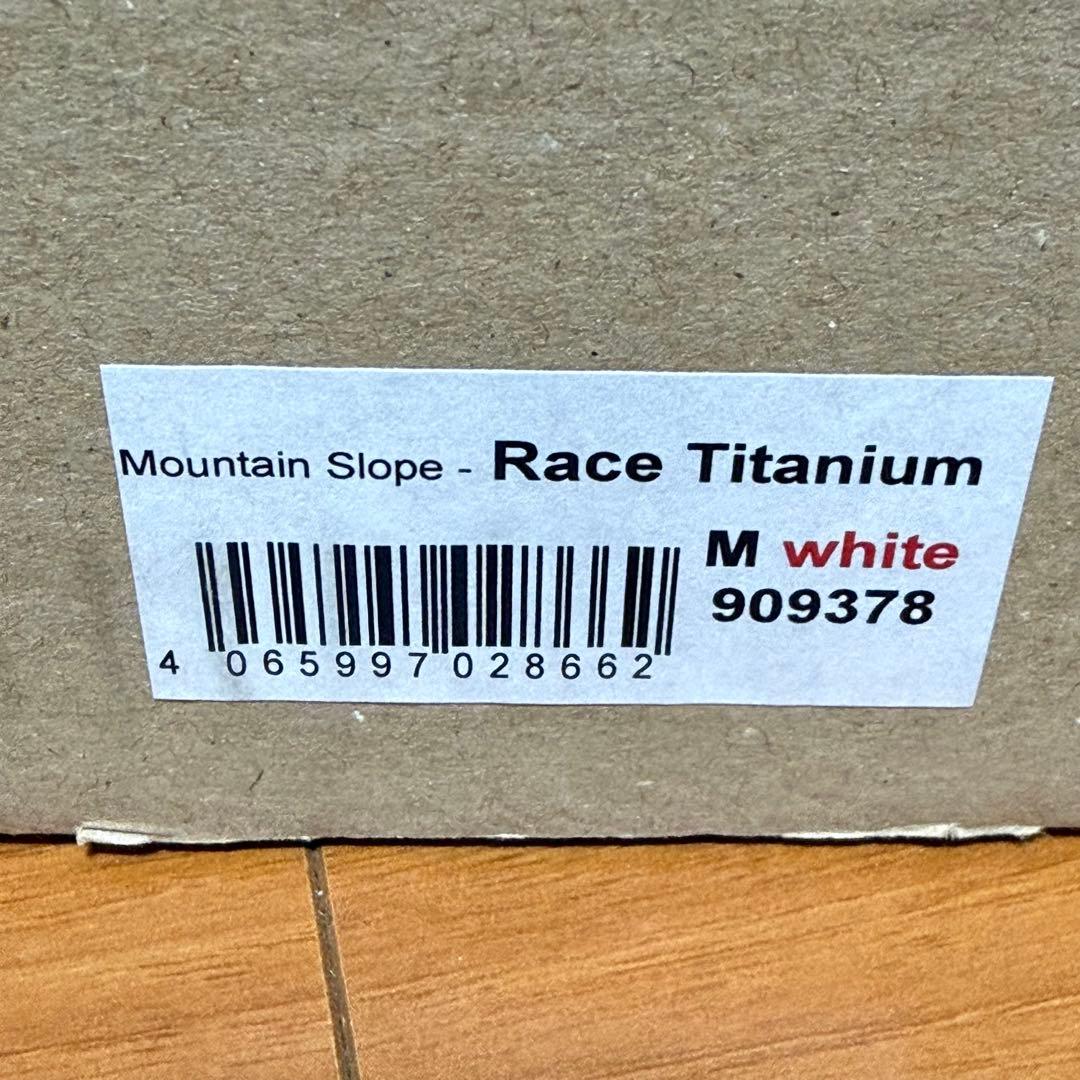 Mountain Slope - Race Titanium
M white
909378
4 065997 028662